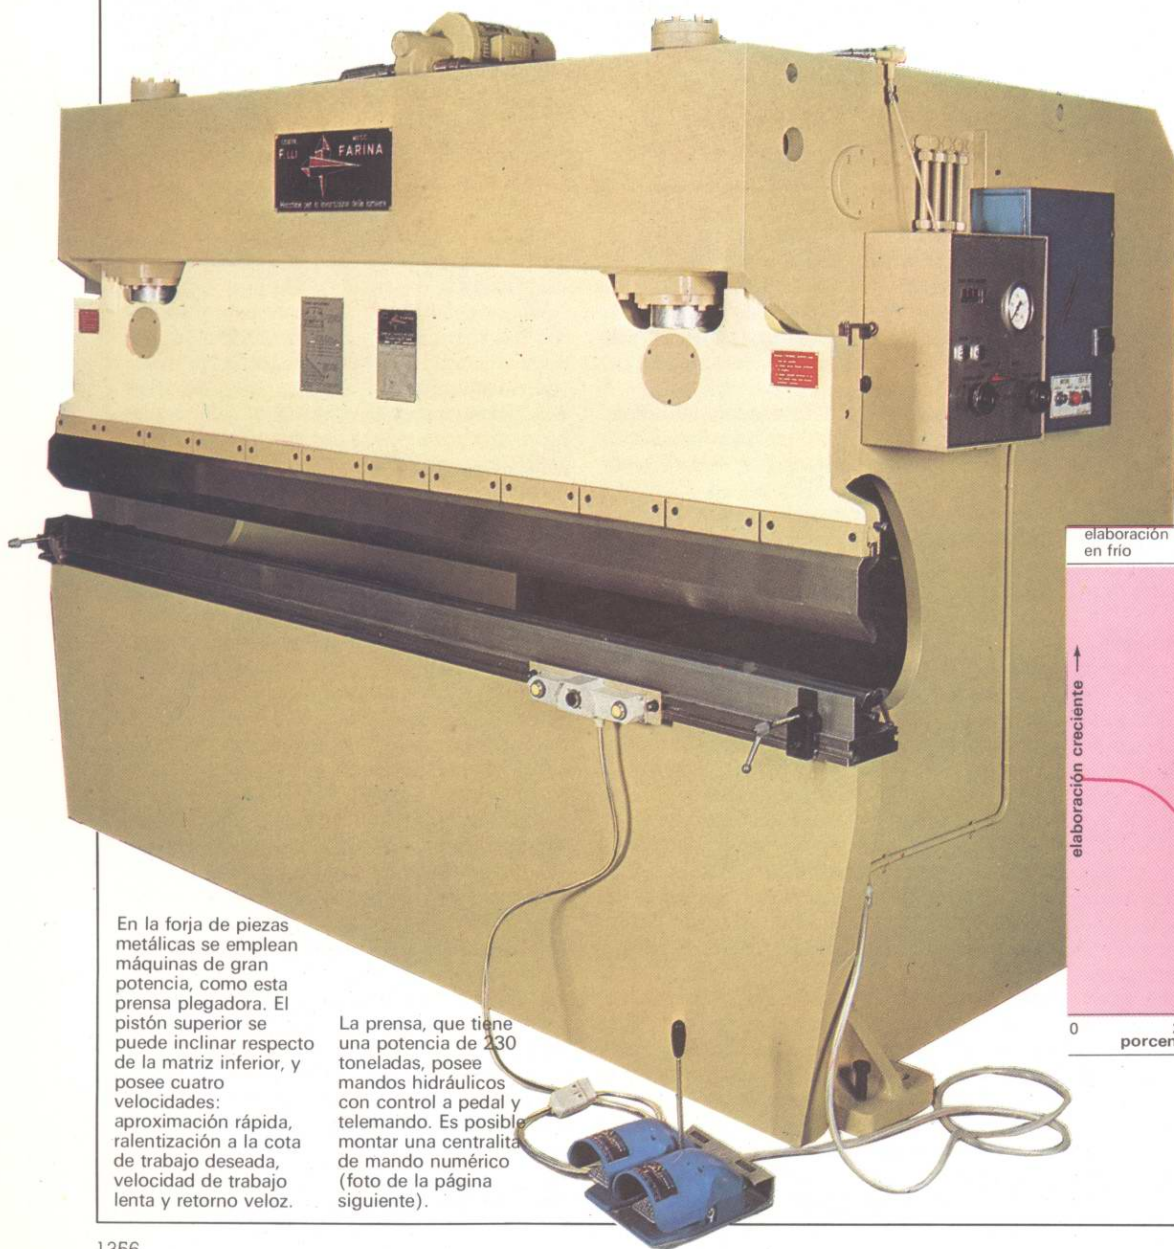 F.LLI
FARINA
elaboración
en frío
elaboración creciente
0
En la forja de piezas
metálicas se emplean
máquinas de gran
potencia, como esta
prensa plegadora. El
pistón superior se
puede inclinar respecto
de la matriz inferior, y
posee cuatro
velocidades:
aproximación rápida,
ralentización a la cota
de trabajo deseada,
velocidad de trabajo
lenta y retorno veloz.
La prensa, que tiene
una potencia de 230
toneladas, posee
mandos hidráulicos
con control a pedal y
telemando. Es posible
montar una centralita
de mando numérico
(foto de la página
siguiente).
1356